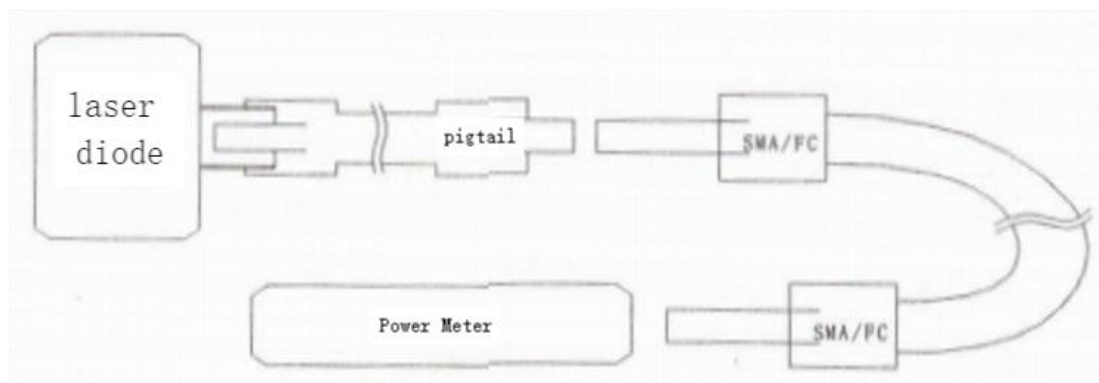 laser
diode
pigtail
SMA/FC
Power Meter
SMA/FC